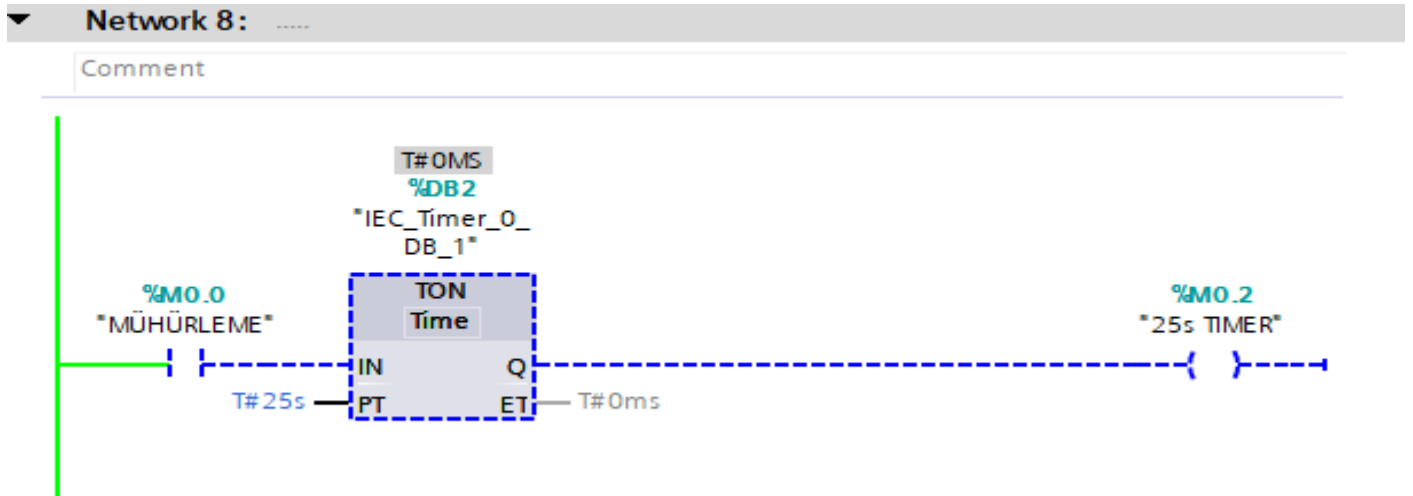 Network 8: .....
Comment
T#0MS
%DB2
"IEC_Timer_0_
DB_1"
%M0.0
"MÜHÜRLEME"
TON
Time
%M0.2
"25s TIMER"
IN
Q
T#25s
PT
ET
T#0ms